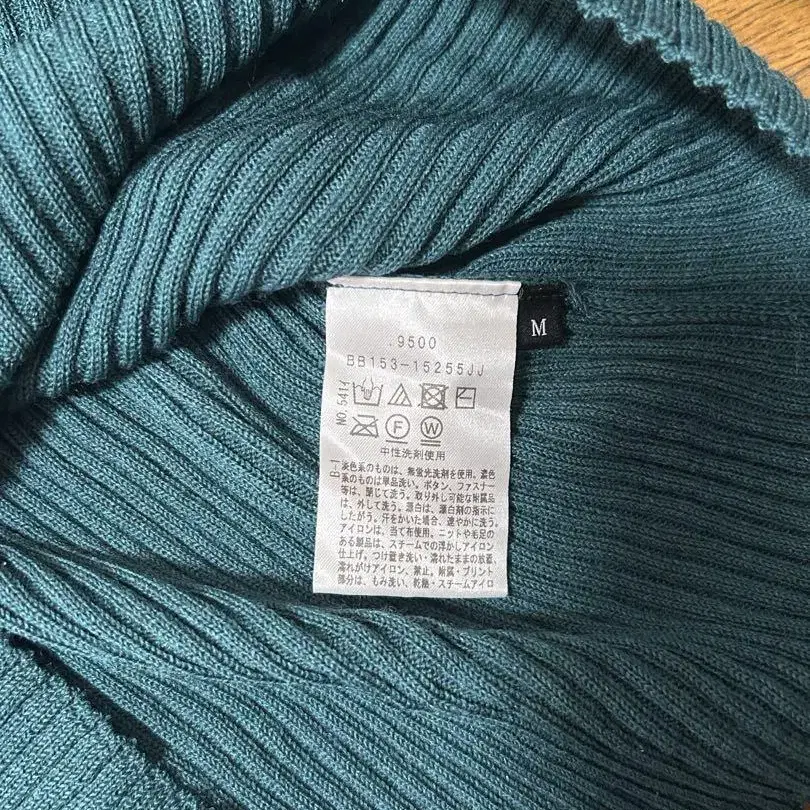 M
.9500
BB153-15255JJ
NO.5414
F
W
中性洗剤使用
B-1
淡色系のものは、無蛍光洗剤を使用。濃色
系のものは単品洗い。ボタン、ファスナー
等は、閉じて洗う。取り外し可能な附属品
は、外して洗う。漂白は、漂白剤の指示に
したがう。汗をかいた場合、速やかに洗う。
アイロンは、当て布使用。ニットや毛足の
ある製品は、スチームでの浮かしアイロン
仕上げ。つけ置き洗い・濡れたままの放置、
濡れがけアイロン、禁止。附属・プリント
部分は、もみ洗い、乾燥・スチームアイロ